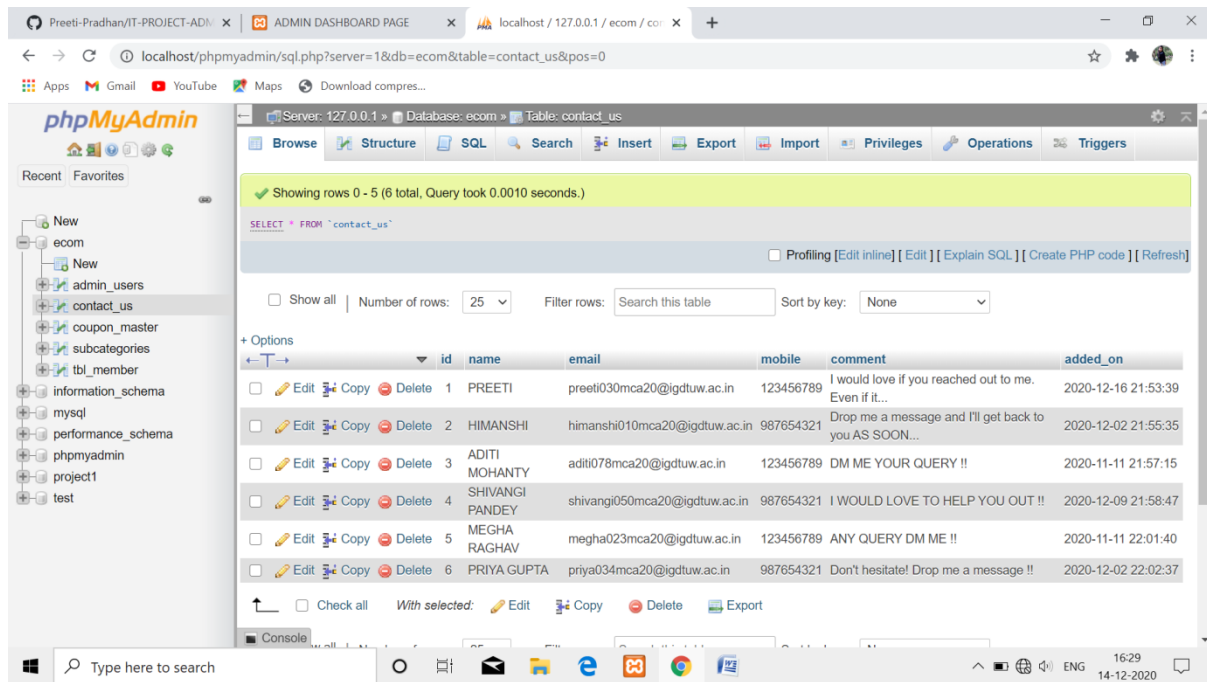 Preeti-Pradhan/IT-PROJECT-ADM
ADMIN DASHBOARD PAGE
localhost / 127.0.0.1 / ecom / con
localhost/phpmyadmin/sql.php?server=1&db=ecom&table=contact_us&pos=0
Apps Gmail YouTube Maps Download compres...
phpMyAdmin
Recent Favorites
New
ecom
New
admin_users
contact_us
coupon_master
subcategories
tbl_member
information_schema
mysql
performance_schema
phpmyadmin
project1
test
Server: 127.0.0.1 » Database: ecom » Table: contact_us
Browse Structure SQL Search Insert Export Import Privileges Operations Triggers
Showing rows 0 - 5 (6 total, Query took 0.0010 seconds.)
SELECT * FROM `contact_us`
Profiling [Edit inline] [ Edit ] [ Explain SQL ] [ Create PHP code ] [ Refresh]
Show all | Number of rows: 25 Filter rows: Search this table Sort by key: None
+ Options
←T→ id name email mobile comment added_on
Edit Copy Delete 1 PREETI preeti030mca20@igdtuw.ac.in 123456789 I would love if you reached out to me. Even if it... 2020-12-16 21:53:39
Edit Copy Delete 2 HIMANSHI himanshi010mca20@igdtuw.ac.in 987654321 Drop me a message and I'll get back to you AS SOON... 2020-12-02 21:55:35
Edit Copy Delete 3 ADITI MOHANTY aditi078mca20@igdtuw.ac.in 123456789 DM ME YOUR QUERY !! 2020-11-11 21:57:15
Edit Copy Delete 4 SHIVANGI PANDEY shivangi050mca20@igdtuw.ac.in 987654321 I WOULD LOVE TO HELP YOU OUT !! 2020-12-09 21:58:47
Edit Copy Delete 5 MEGHA RAGHAV megha023mca20@igdtuw.ac.in 123456789 ANY QUERY DM ME !! 2020-11-11 22:01:40
Edit Copy Delete 6 PRIYA GUPTA priya034mca20@igdtuw.ac.in 987654321 Don't hesitate! Drop me a message !! 2020-12-02 22:02:37
Check all With selected: Edit Copy Delete Export
Console
Type here to search
ENG
16:29
14-12-2020